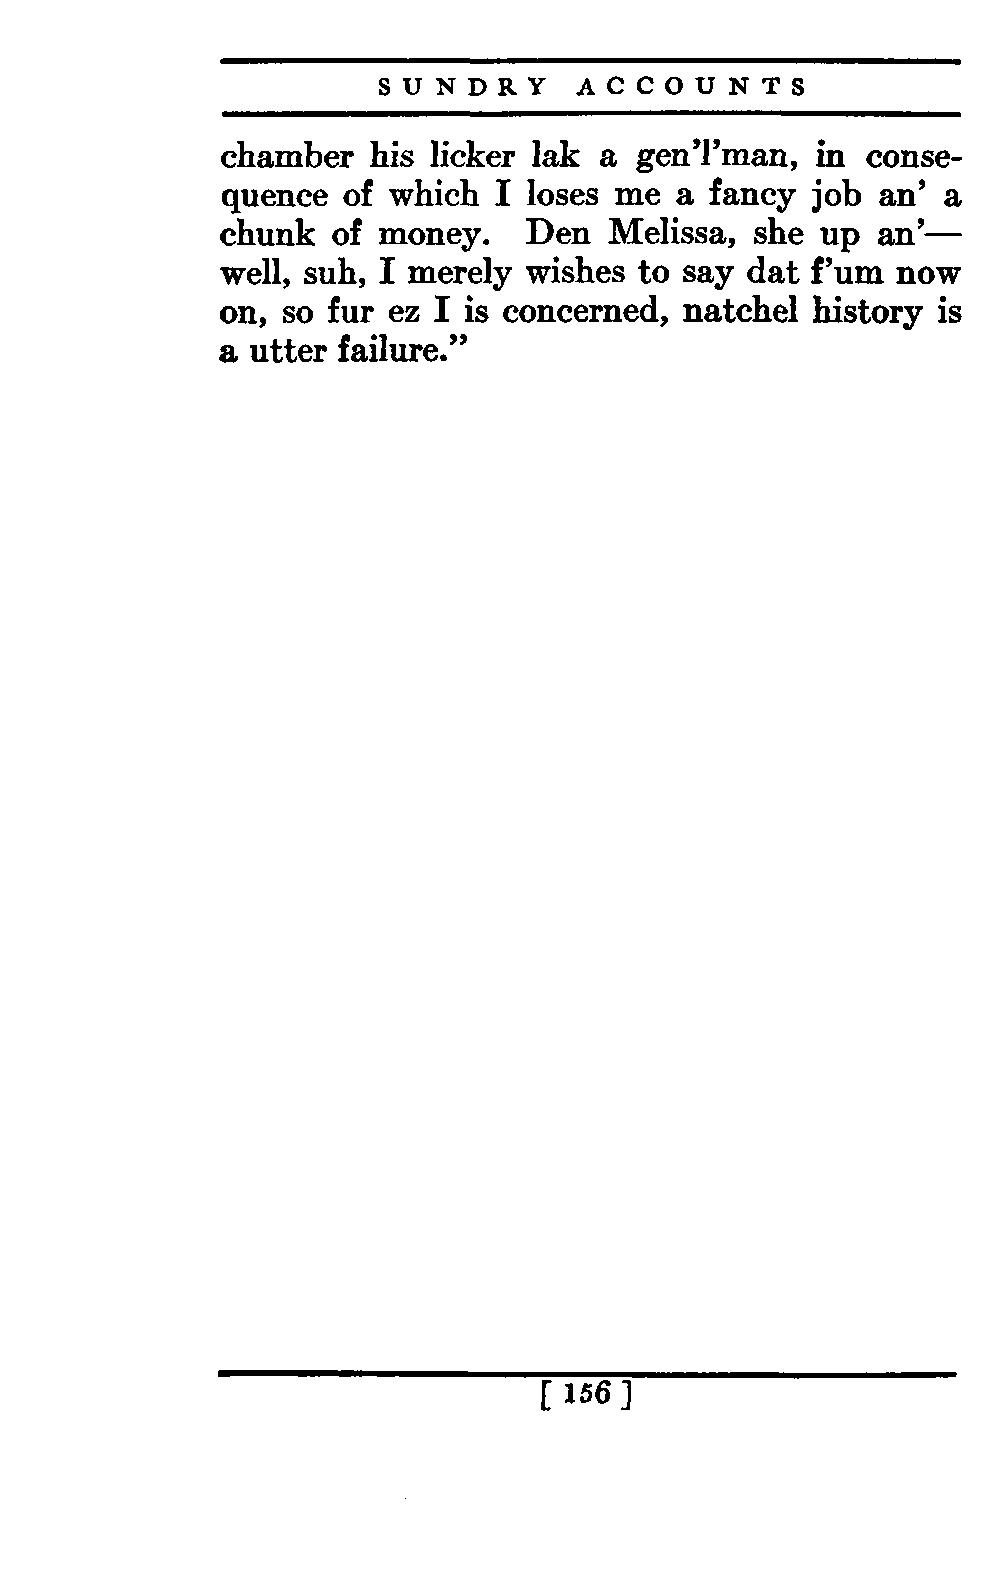 SUNDRY ACCOUNTS
chamber his licker lak a gen'l'man, in conse-
quence of which I loses me a fancy job an' a
chunk of money. Den Melissa, she up an'—
well, suh, I merely wishes to say dat f'um now
on, so fur ez I is concerned, natchel history is
a utter failure.”
[ 156 ]